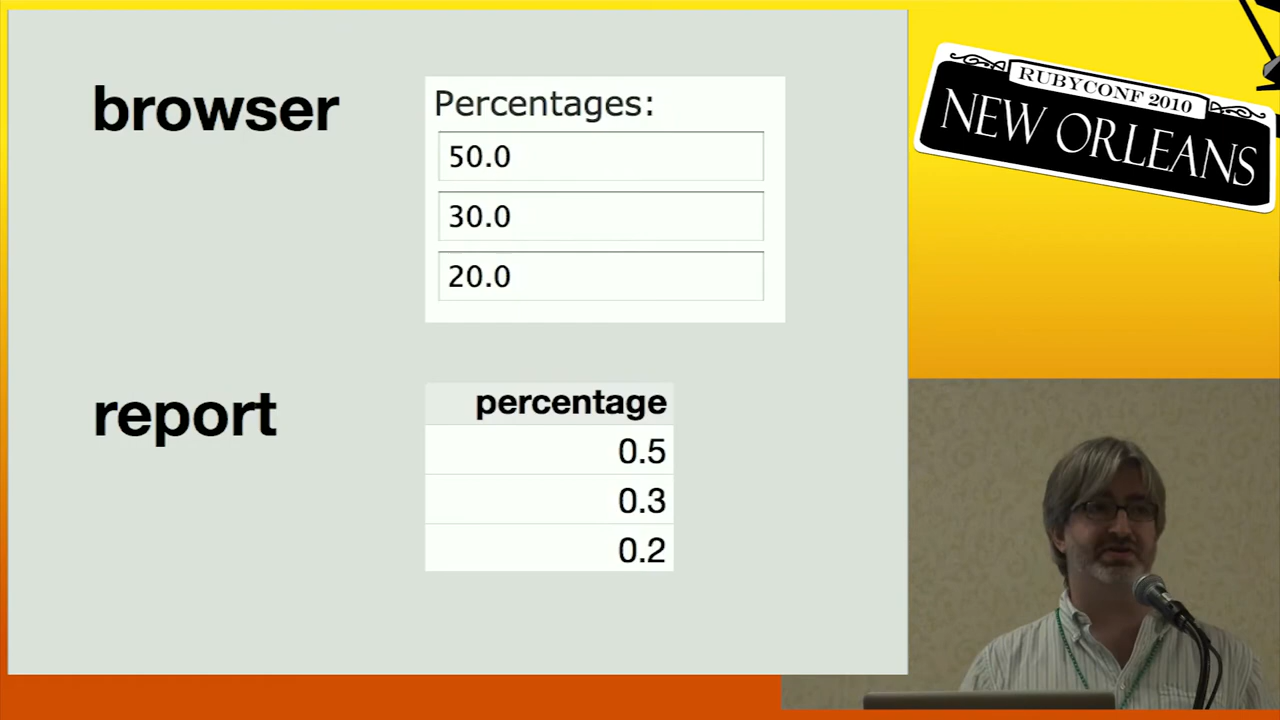 browser
Percentages:
50.0
30.0
20.0
report
percentage
0.5
0.3
0.2
RUBYCONF 2010
NEW ORLEANS